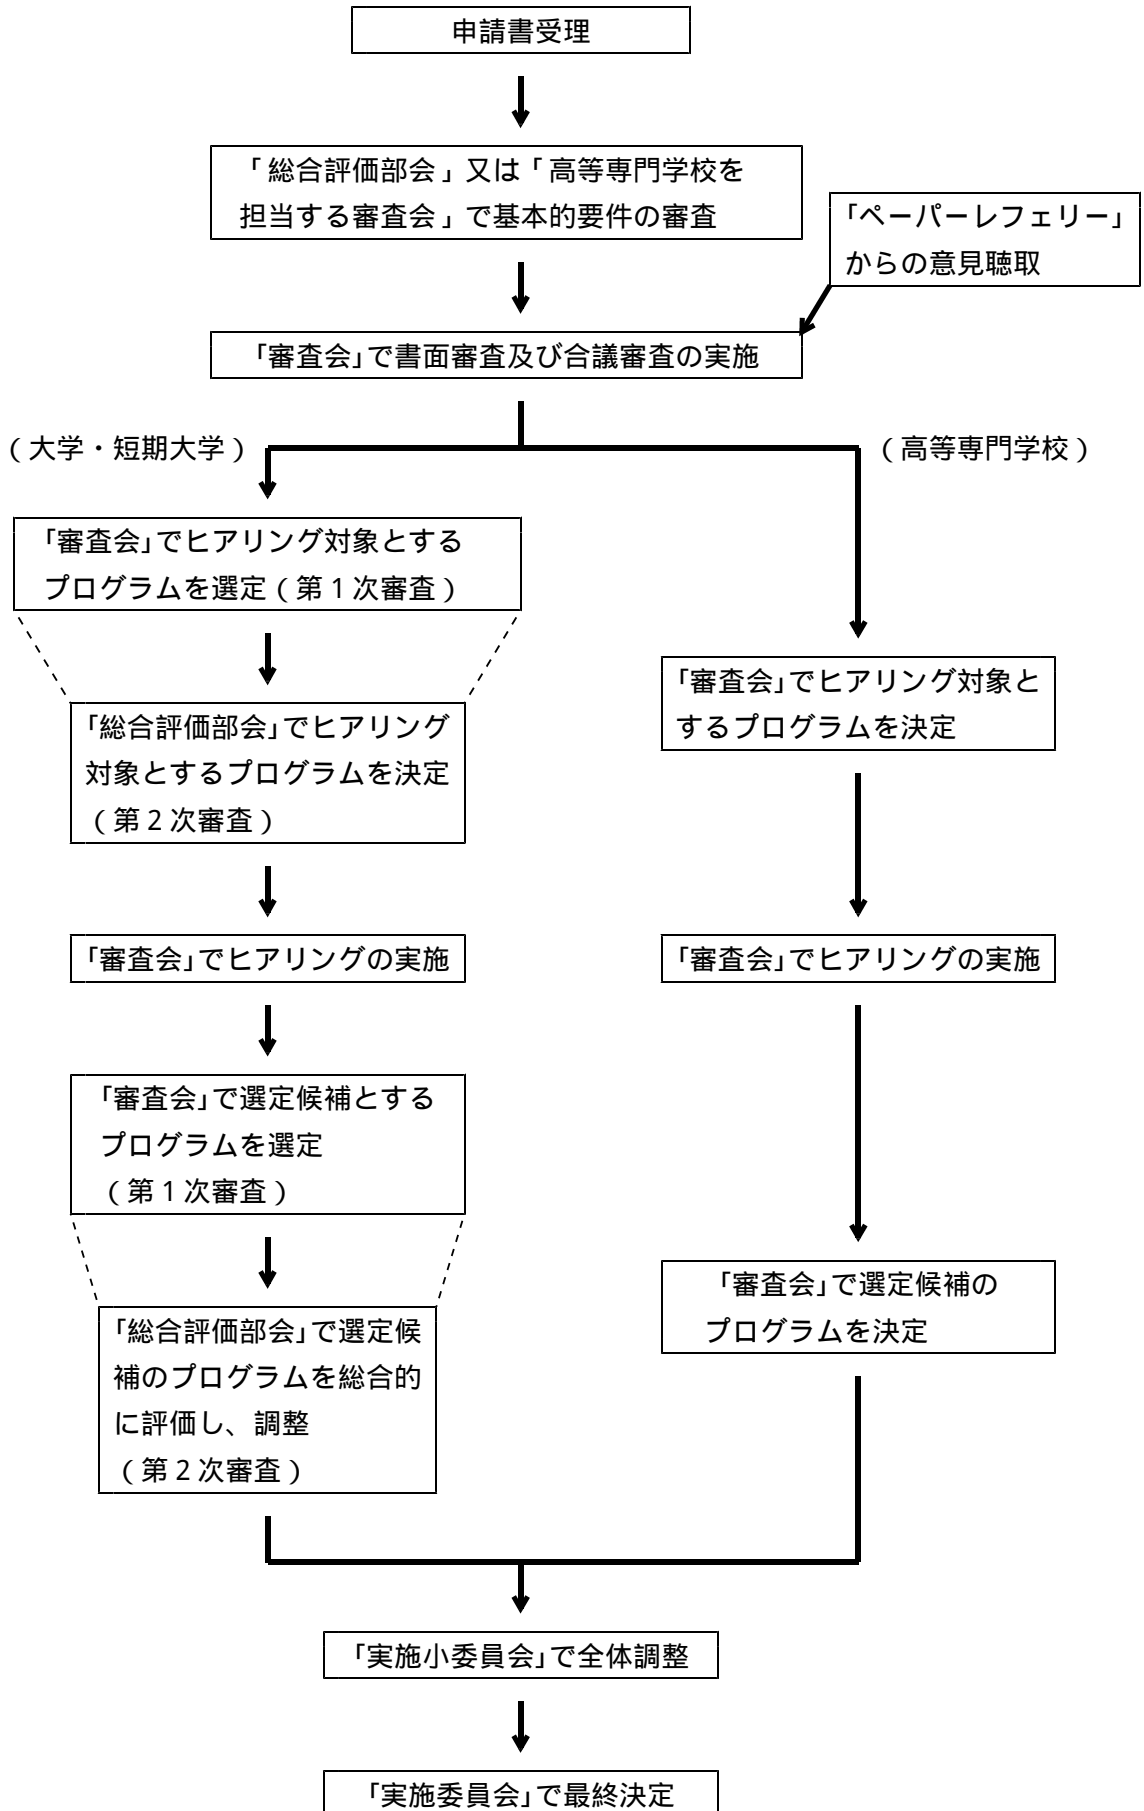 申請書受理
「総合評価部会」又は「高等専門学校を
担当する審査会」で基本的要件の審査
「ペーパーレフェリー」
からの意見聴取
「審査会」で書面審査及び合議審査の実施
（大学・短期大学）
（高等専門学校）
「審査会」でヒアリング対象とする
プログラムを選定（第1次審査）
「総合評価部会」でヒアリング
対象とするプログラムを決定
（第2次審査）
「審査会」でヒアリング対象と
するプログラムを決定
「審査会」でヒアリングの実施
「審査会」でヒアリングの実施
「審査会」で選定候補とする
プログラムを選定
（第1次審査）
「総合評価部会」で選定候
補のプログラムを総合的
に評価し、調整
（第2次審査）
「審査会」で選定候補の
プログラムを決定
「実施小委員会」で全体調整
「実施委員会」で最終決定